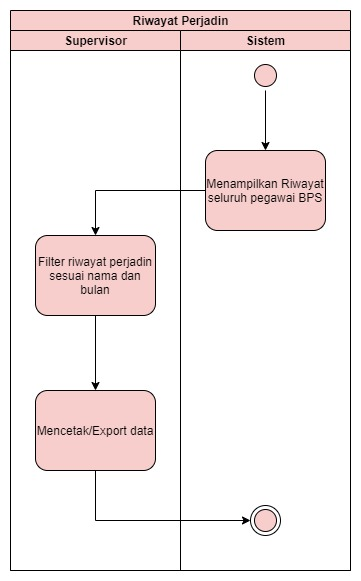 Riwayat Perjadin
Supervisor
Sistem
Menampilkan Riwayat
seluruh pegawai BPS
Filter riwayat perjadin
sesuai nama dan
bulan
Mencetak/Export data